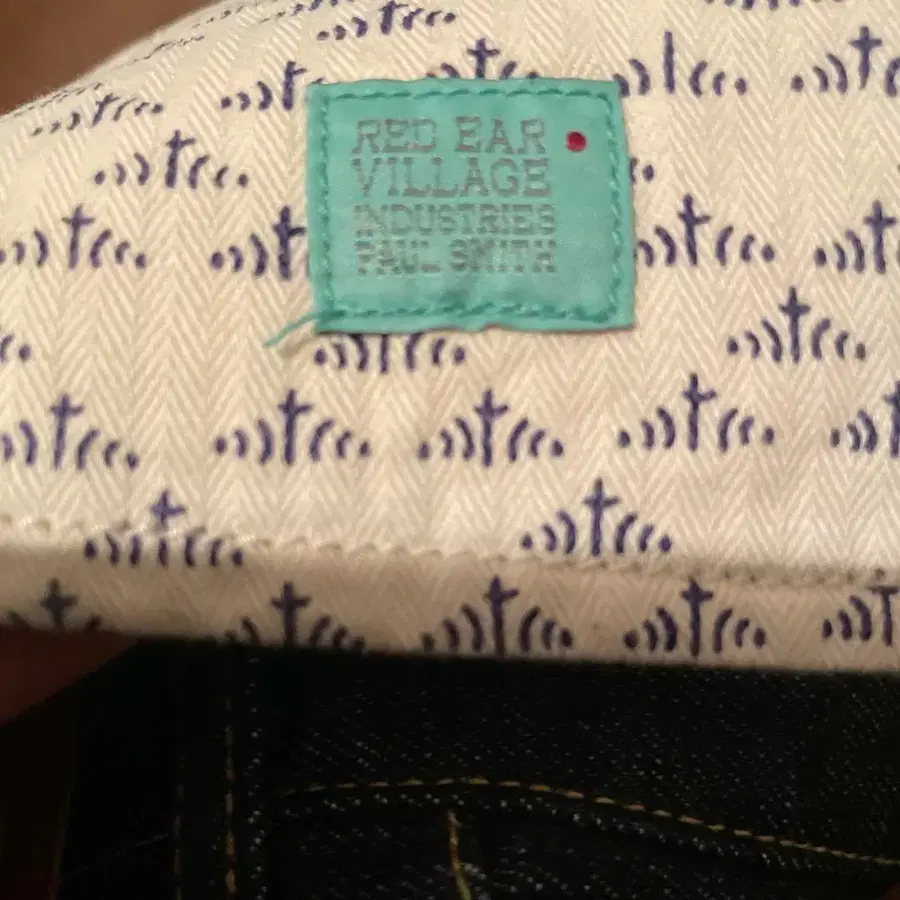 RED EAR
VILLAGE
INDUSTRIES
PAUL SMITH